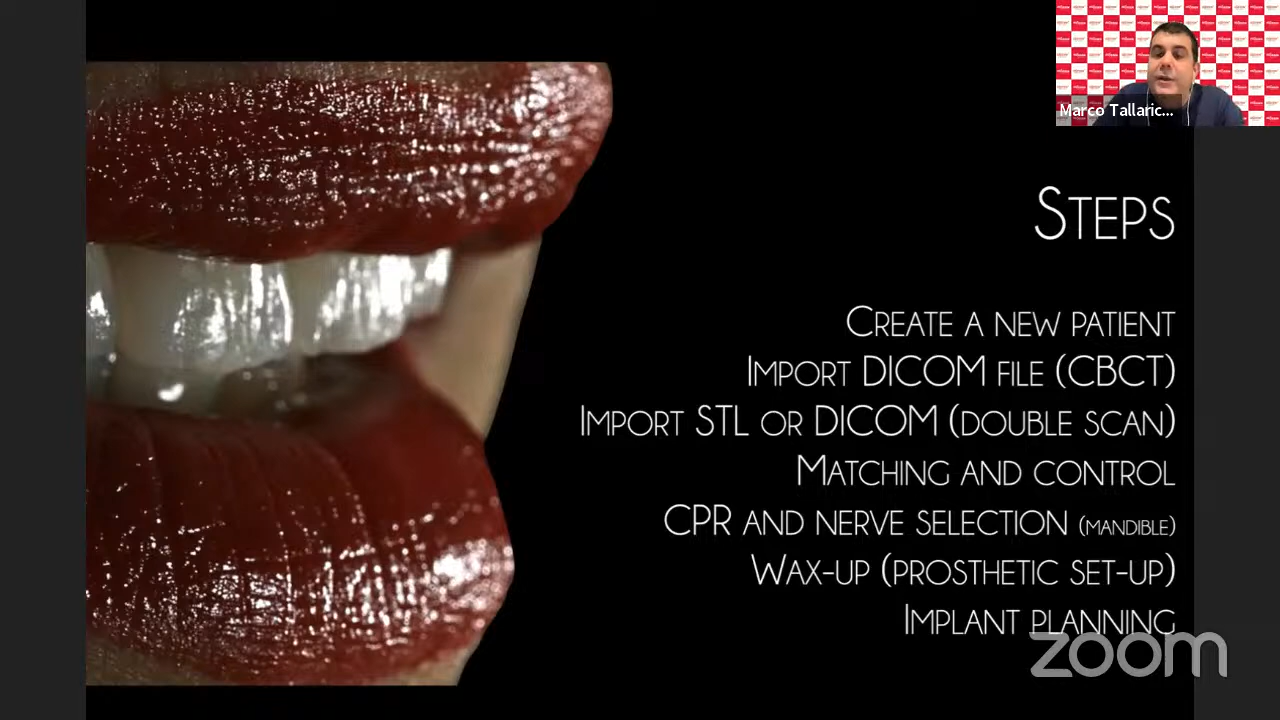 Marco Tallaric...
STEPS
CREATE A NEW PATIENT
IMPORT DICOM FILE (CBCT)
IMPORT STL OR DICOM (DOUBLE SCAN)
MATCHING AND CONTROL
CPR AND NERVE SELECTION (MANDIBLE)
WAX-UP (PROSTHETIC SET-UP)
IMPLANT PLANNING
zoom